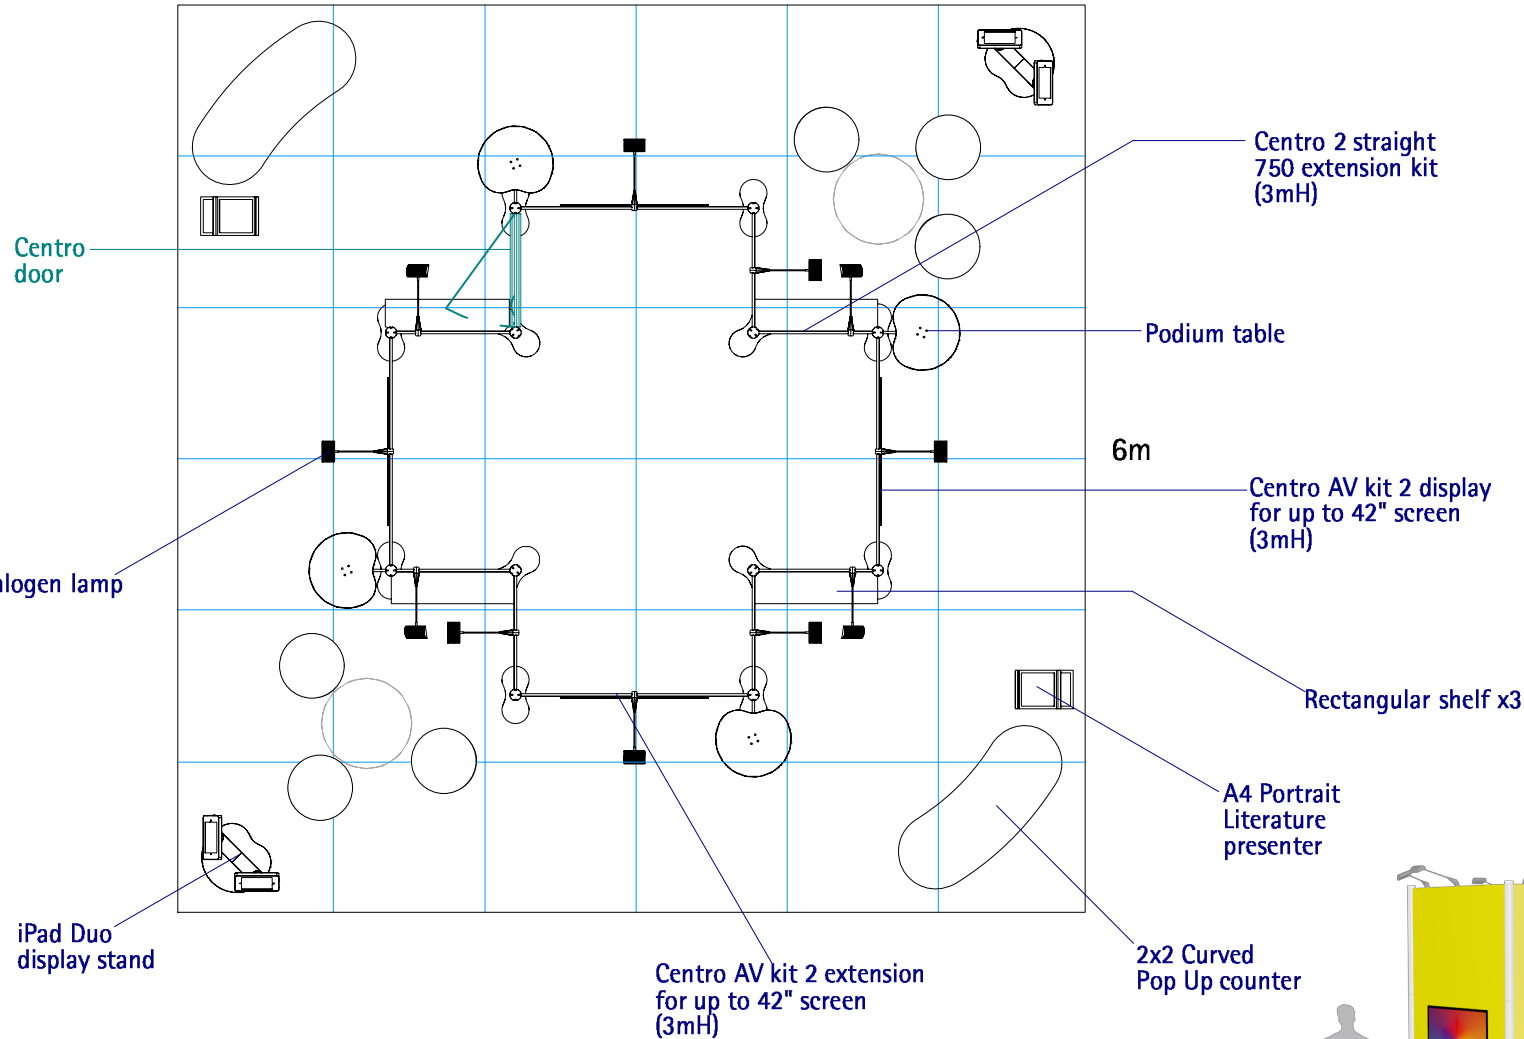 Centro 2 straight
750 extension kit
(3mH)
Centro
door
Podium table
6m
Centro AV kit 2 display
for up to 42" screen
(3mH)
logen lamp
Rectangular shelf x3
A4 Portrait
Literature
presenter
iPad Duo
display stand
2x2 Curved
Pop Up counter
Centro AV kit 2 extension
for up to 42" screen
(3mH)